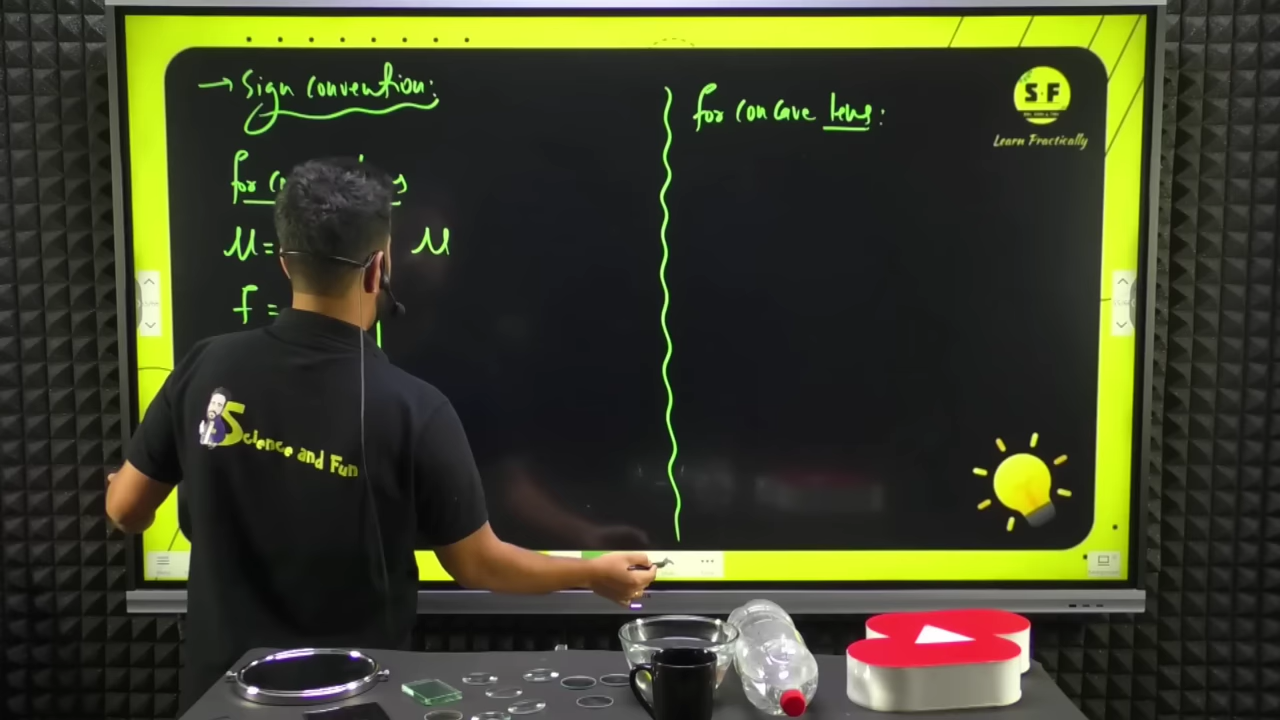 → Sign convention:
for
u =
u
f =
for concave lens:
S·F
Learn Practically
Science and Fun